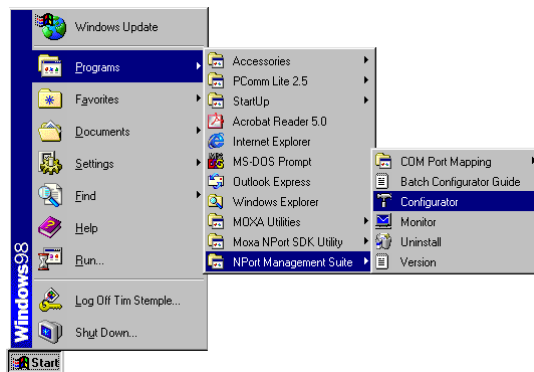 Windows Update
Programs
Favorites
Documents
Settings
Find
Help
Run...
Log Off Tim Stemple...
Shut Down...
Windows98
Start
Accessories
PComm Lite 2.5
StartUp
Acrobat Reader 5.0
Internet Explorer
MS-DOS Prompt
Outlook Express
Windows Explorer
MOXA Utilities
Moxa NPort SDK Utility
NPort Management Suite
COM Port Mapping
Batch Configurator Guide
Configurator
Monitor
Uninstall
Version